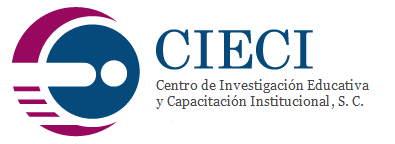 CIECI
Centro de Investigación Educativa
y Capacitación Institucional, S. C.